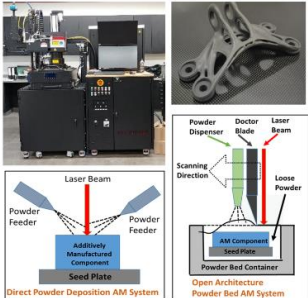 Powder
Dispenser
Doctor
Blade
Laser
Beam
Scanning
Direction
Loose
Powder
AM Component
Seed Plate
Powder Bed Container
Open Architecture
Powder Bed AM System
Laser Beam
Powder
Feeder
Powder
Feeder
Additively
Manufactured
Component
Seed Plate
Direct Powder Deposition AM System